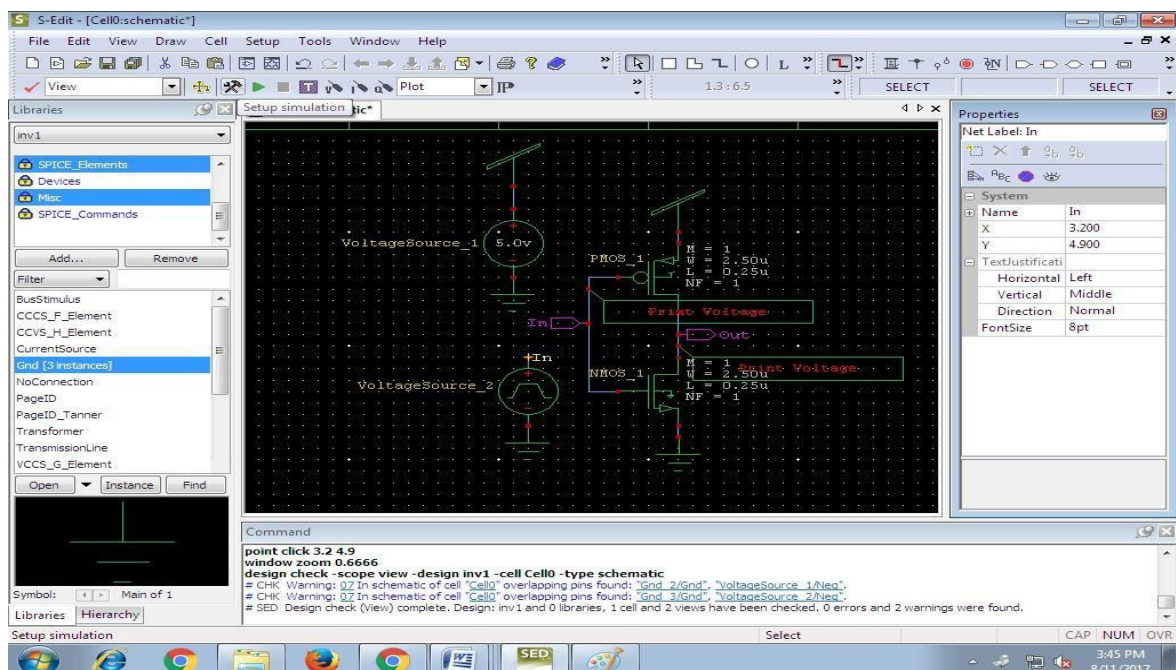 S-Edit - [Cell0:schematic*]
File Edit View Draw Cell Setup Tools Window Help
View
Plot
1.3 : 6.5
SELECT
SELECT
Libraries
Setup simulation
tic*
inv1
SPICE_Elements
Devices
Misc
SPICE_Commands
Add...
Remove
Filter
BusStimulus
CCCS_F_Element
CCVS_H_Element
CurrentSource
Gnd [3 instances]
NoConnection
PageID
PageID_Tanner
Transformer
TransmissionLine
VCCS_G_Element
Open
Instance
Find
Symbol:
Main of 1
Libraries
Hierarchy
VoltageSource_1
5.0v
PMOS_1
M = 1
W = 2.50u
L = 0.25u
NF = 1
Print Voltage
In
Out
In
VoltageSource_2
NMOS_1
M = 1
W = 2.50u
L = 0.25u
NF = 1
Print Voltage
Properties
Net Label: In
System
Name In
X 3.200
Y 4.900
TextJustificati
Horizontal Left
Vertical Middle
Direction Normal
FontSize 8pt
Command
point click 3.2 4.9
window zoom 0.6666
design check -scope view -design inv1 -cell Cell0 -type schematic
# CHK Warning: 07 In schematic of cell "Cell0" overlapping pins found: "Gnd_2/Gnd", "VoltageSource_1/Neg".
# CHK Warning: 07 In schematic of cell "Cell0" overlapping pins found: "Gnd_3/Gnd", "VoltageSource_2/Neg".
# SED Design check (View) complete. Design: inv1 and 0 libraries, 1 cell and 2 views have been checked. 0 errors and 2 warnings were found.
Setup simulation
Select
CAP NUM OVR
SED
3:45 PM
8/11/2017